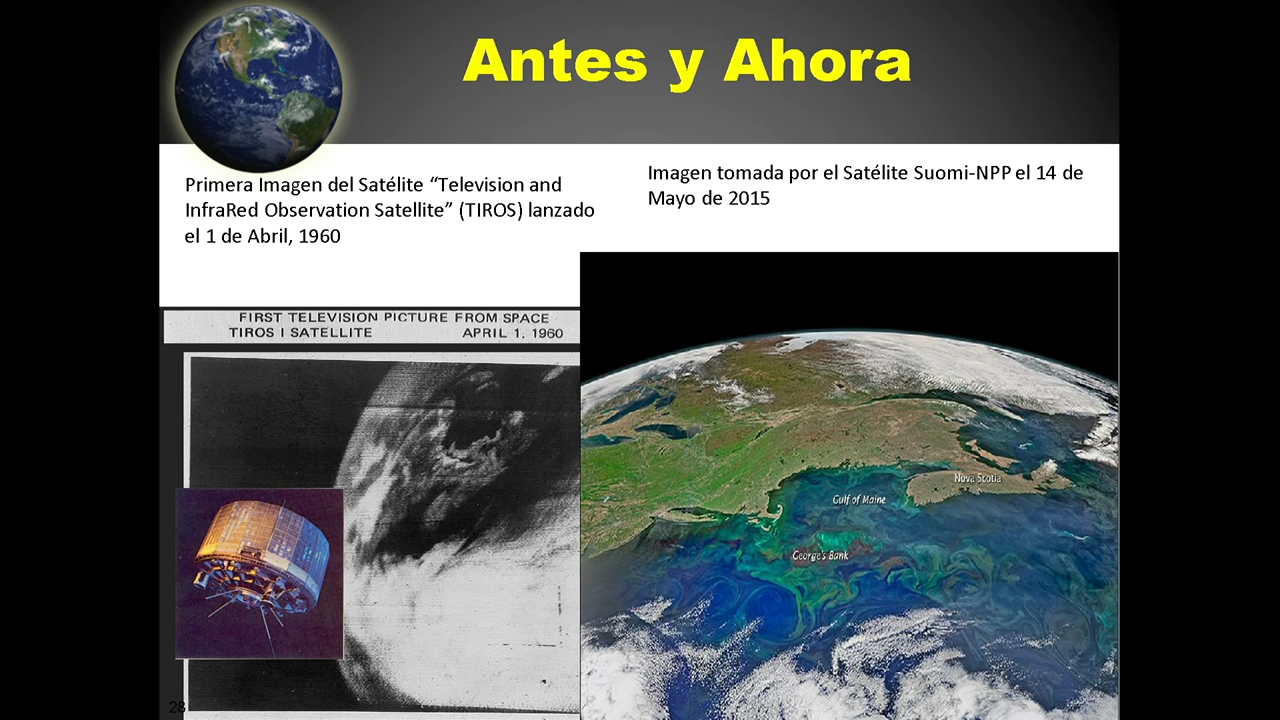 Antes y Ahora
Primera Imagen del Satélite “Television and
InfraRed Observation Satellite” (TIROS) lanzado
el 1 de Abril, 1960
Imagen tomada por el Satélite Suomi-NPP el 14 de
Mayo de 2015
FIRST TELEVISION PICTURE FROM SPACE
TIROS I SATELLITE APRIL 1, 1960
Nova Scotia
Gulf of Maine
George's Bank
28